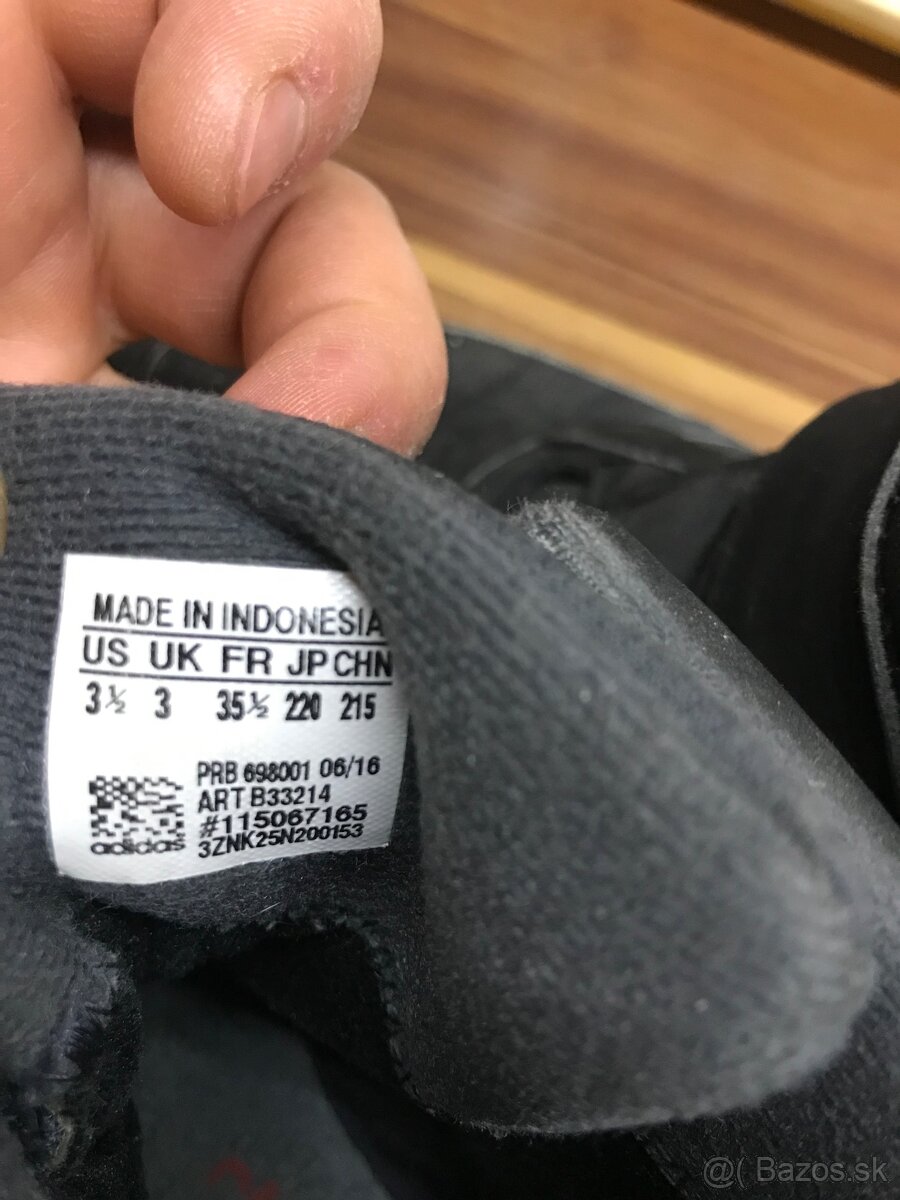 MADE IN INDONESIA
US UK FR JP CHN
3½ 3 35½ 220 215
PRB 698001 06/16
ART B33214
#115067165
adidas 3ZNK25N200153
@( Bazos.sk